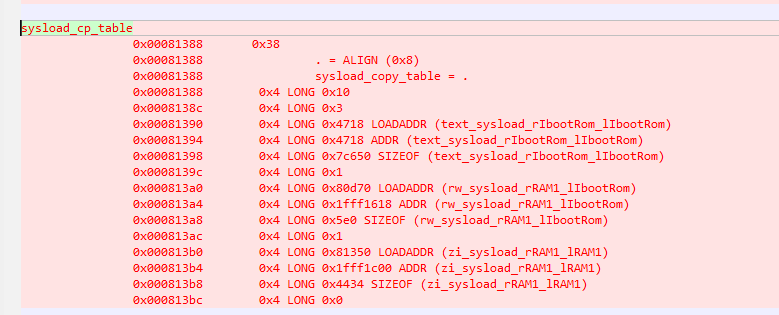 sysload_cp_table
0x00081388 0x38
0x00081388 . = ALIGN (0x8)
0x00081388 sysload_copy_table = .
0x00081388 0x4 LONG 0x10
0x0008138c 0x4 LONG 0x3
0x00081390 0x4 LONG 0x4718 LOADADDR (text_sysload_rIbootRom_lIbootRom)
0x00081394 0x4 LONG 0x4718 ADDR (text_sysload_rIbootRom_lIbootRom)
0x00081398 0x4 LONG 0x7c650 SIZEOF (text_sysload_rIbootRom_lIbootRom)
0x0008139c 0x4 LONG 0x1
0x000813a0 0x4 LONG 0x80d70 LOADADDR (rw_sysload_rRAM1_lIbootRom)
0x000813a4 0x4 LONG 0x1fff1618 ADDR (rw_sysload_rRAM1_lIbootRom)
0x000813a8 0x4 LONG 0x5e0 SIZEOF (rw_sysload_rRAM1_lIbootRom)
0x000813ac 0x4 LONG 0x1
0x000813b0 0x4 LONG 0x81350 LOADADDR (zi_sysload_rRAM1_lRAM1)
0x000813b4 0x4 LONG 0x1fff1c00 ADDR (zi_sysload_rRAM1_lRAM1)
0x000813b8 0x4 LONG 0x4434 SIZEOF (zi_sysload_rRAM1_lRAM1)
0x000813bc 0x4 LONG 0x0